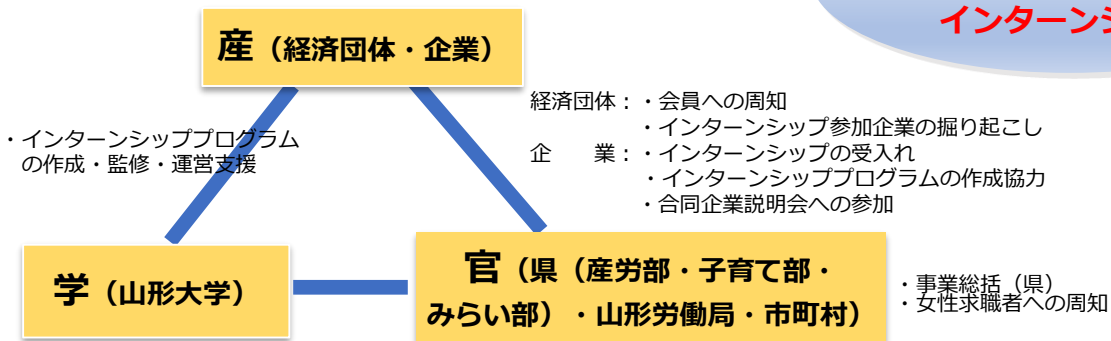 インターンシ
産（経済団体・企業）
経済団体：・会員への周知
・インターンシップ参加企業の掘り起こし
企　　業：・インターンシップの受入れ
・インターンシッププログラムの作成協力
・合同企業説明会への参加
・インターンシッププログラム
の作成・監修・運営支援
学（山形大学）
官（県（産労部・子育て部・
みらい部）・山形労働局・市町村）
・事業総括（県）
・女性求職者への周知